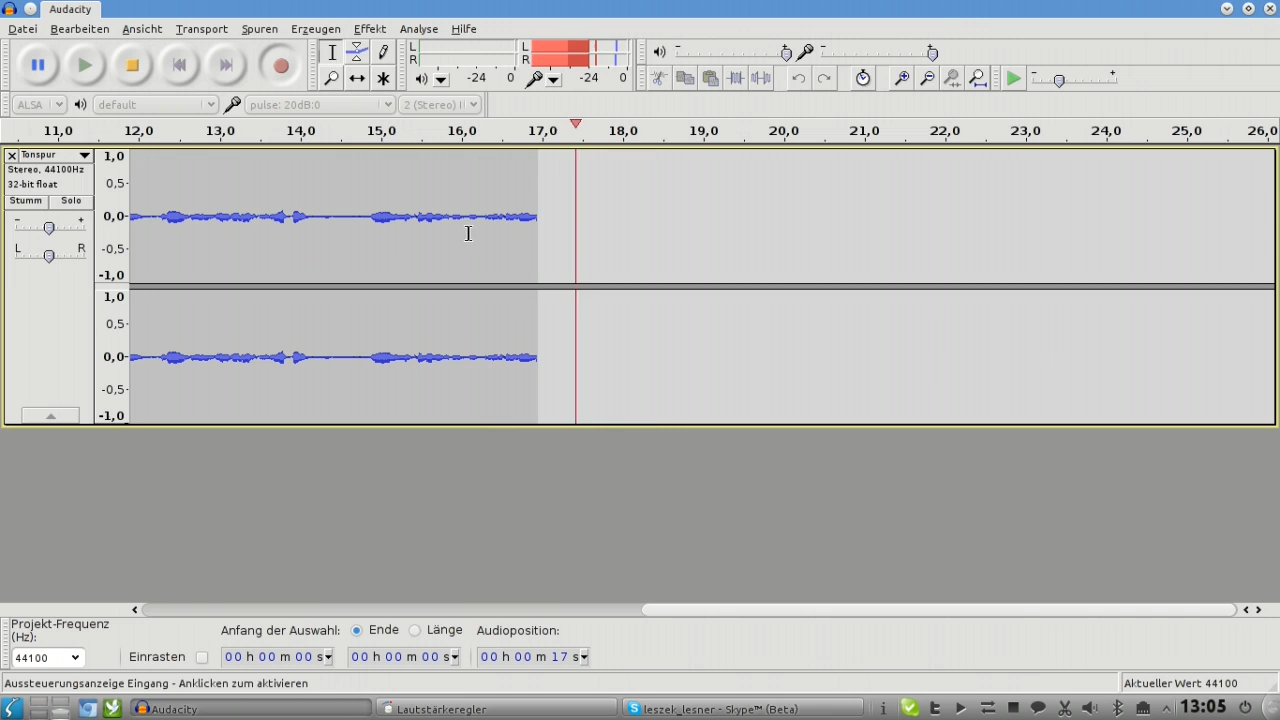 Audacity
Datei Bearbeiten Ansicht Transport Spuren Erzeugen Effekt Analyse Hilfe
L R -24 0 L R -24 0
- + - +
- +
ALSA default pulse: 20dB:0 2 (Stereo)
11,0 12,0 13,0 14,0 15,0 16,0 17,0 18,0 19,0 20,0 21,0 22,0 23,0 24,0 25,0 26,0
Tonspur
Stereo, 44100Hz
32-bit float
Stumm Solo
- +
L R
1,0
0,5
0,0
-0,5
-1,0
1,0
0,5
0,0
-0,5
-1,0
Projekt-Frequenz (Hz):
44100
Einrasten
Anfang der Auswahl: Ende Länge Audioposition:
00 h 00 m 00 s 00 h 00 m 00 s 00 h 00 m 17 s
Aussteuerungsanzeige Eingang - Anklicken zum aktivieren
Aktueller Wert 44100
Audacity Lautstärkeregler leszek_lesner - Skype™ (Beta) 13:05